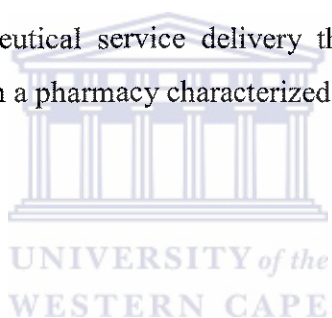 eutical service delivery th
a pharmacy characterized
UNIVERSITY of the
WESTERN CAPE